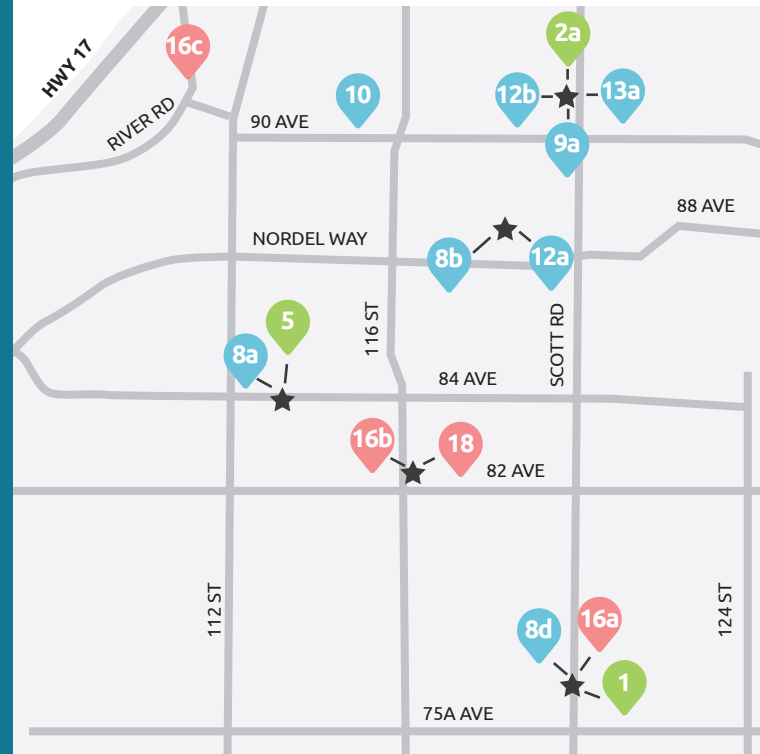 HWY 17
16c
2a
RIVER RD
10
12b
13a
90 AVE
9a
88 AVE
NORDEL WAY
8b
12a
116 ST
SCOTT RD
5
8a
84 AVE
16b
18
82 AVE
112 ST
124 ST
8d
16a
1
75A AVE